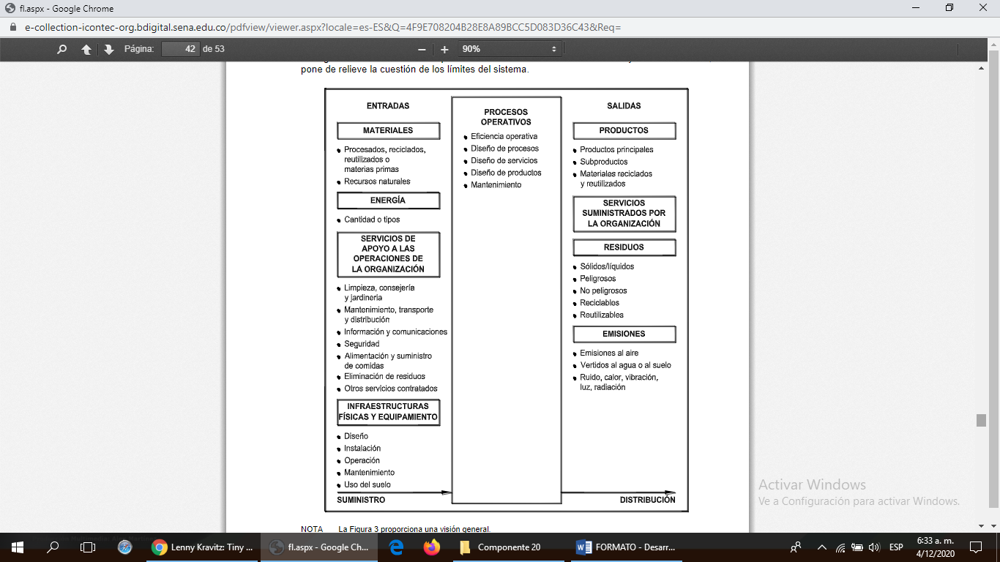 fl.aspx - Google Chrome
e-collection-icontec-org.bdigital.sena.edu.co/pdfview/viewer.aspx?locale=es-ES&Q=4F9E708204B28E8A89BCC5D083D36C43&Req=
Página: 42 de 53
90%
pone de relieve la cuestión de los límites del sistema.
ENTRADAS
MATERIALES
Procesados, reciclados,
reutilizados o
materias primas
Recursos naturales
ENERGÍA
Cantidad o tipos
SERVICIOS DE
APOYO A LAS
OPERACIONES DE
LA ORGANIZACIÓN
Limpieza, consejería
y jardinería
Mantenimiento, transporte
y distribución
Información y comunicaciones
Seguridad
Alimentación y suministro
de comidas
Eliminación de residuos
Otros servicios contratados
INFRAESTRUCTURAS
FÍSICAS Y EQUIPAMIENTO
Diseño
Instalación
Operación
Mantenimiento
Uso del suelo
SUMINISTRO
PROCESOS
OPERATIVOS
Eficiencia operativa
Diseño de procesos
Diseño de servicios
Diseño de productos
Mantenimiento
SALIDAS
PRODUCTOS
Productos principales
Subproductos
Materiales reciclados
y reutilizados
SERVICIOS
SUMINISTRADOS POR
LA ORGANIZACIÓN
RESIDUOS
Sólidos/líquidos
Peligrosos
No peligrosos
Reciclables
Reutilizables
EMISIONES
Emisiones al aire
Vertidos al agua o al suelo
Ruido, calor, vibración,
luz, radiación
DISTRIBUCIÓN
NOTA La Figura 3 proporciona una visión general.
Activar Windows
Ve a Configuración para activar Windows.
Lenny Kravitz: Tiny ...
fl.aspx - Google Ch...
Componente 20
FORMATO - Desarr...
ESP
6:33 a. m.
4/12/2020